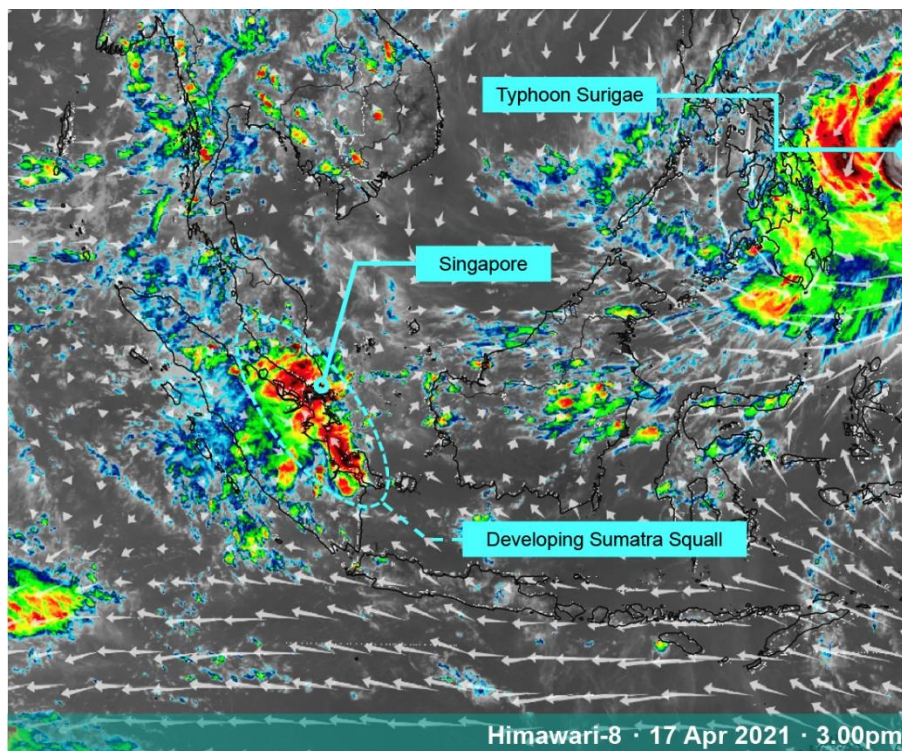 Typhoon Surigae
Singapore
Developing Sumatra Squall
Himawari-8 · 17 Apr 2021 · 3.00pm